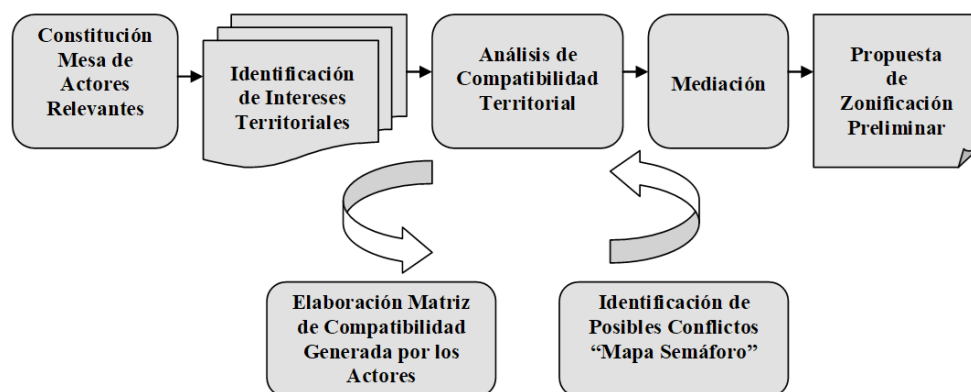 Constitución
Mesa de
Actores
Relevantes
Identificación
de Intereses
Territoriales
Análisis de
Compatibilidad
Territorial
Mediación
Propuesta
de
Zonificación
Preliminar
Elaboración Matriz
de Compatibilidad
Generada por los
Actores
Identificación de
Posibles Conflictos
“Mapa Semáforo”